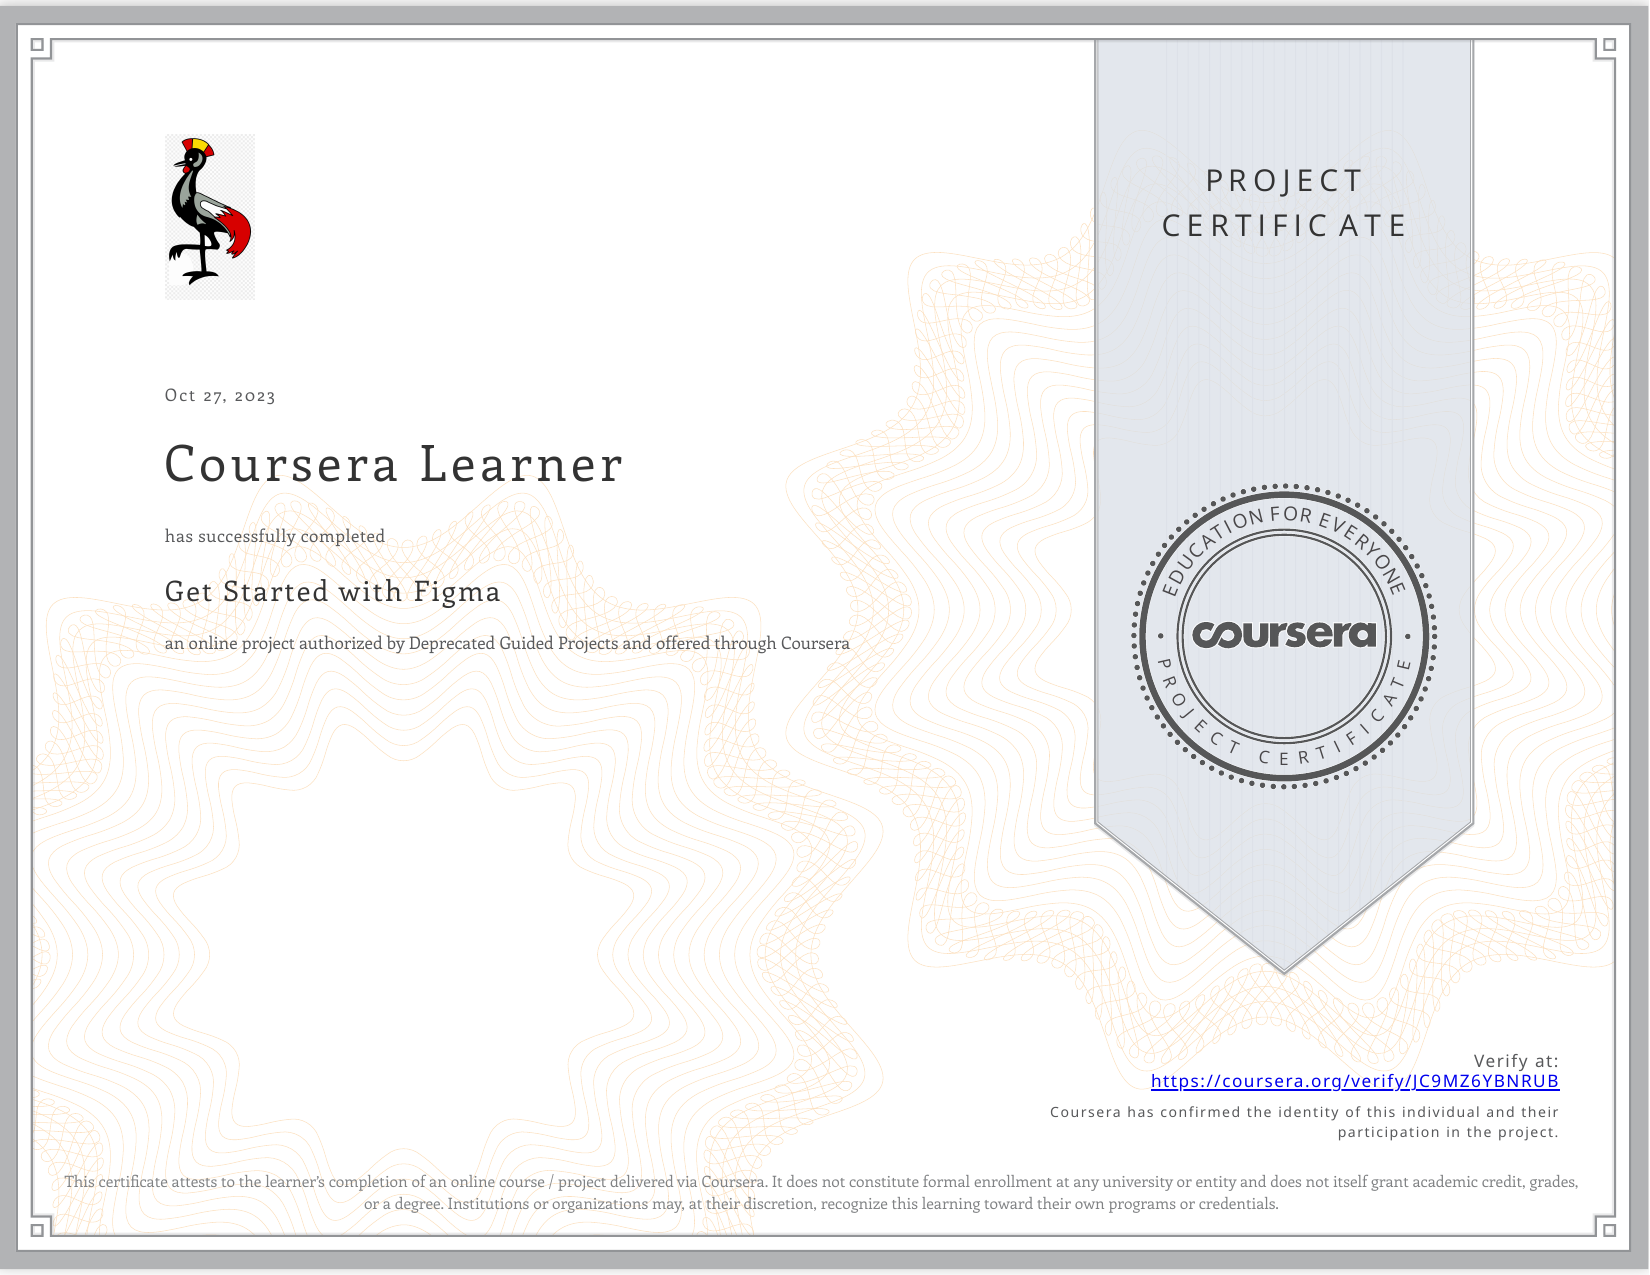 PROJECT
CERTIFICATE
Oct 27, 2023
Coursera Learner
has successfully completed
Get Started with Figma
an online project authorized by Deprecated Guided Projects and offered through Coursera
EDUCATION FOR EVERYONE
coursera
PROJECT CERTIFICATE
Verify at:
https://coursera.org/verify/JC9MZ6YBNRUB
Coursera has confirmed the identity of this individual and their
participation in the project.
This certificate attests to the learner's completion of an online course / project delivered via Coursera. It does not constitute formal enrollment at any university or entity and does not itself grant academic credit, grades,
or a degree. Institutions or organizations may, at their discretion, recognize this learning toward their own programs or credentials.